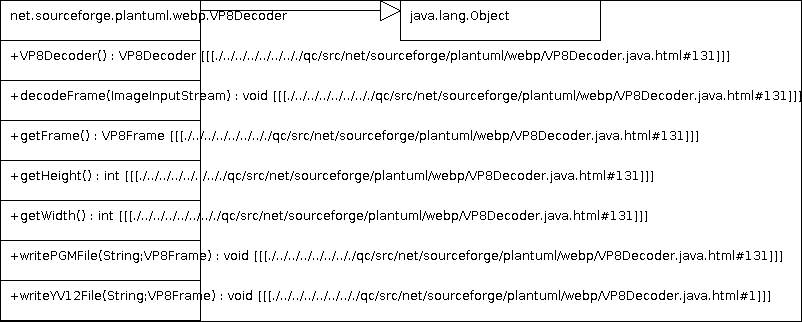 net.sourceforge.plantuml.webp.VP8Decoder
java.lang.Object
+VP8Decoder() : VP8Decoder [[[./../../../../../../qc/src/net/sourceforge/plantuml/webp/VP8Decoder.java.html#131]]]
+decodeFrame(ImageInputStream) : void [[[./../../../../../../qc/src/net/sourceforge/plantuml/webp/VP8Decoder.java.html#131]]]
+getFrame() : VP8Frame [[[./../../../../../../qc/src/net/sourceforge/plantuml/webp/VP8Decoder.java.html#131]]]
+getHeight() : int [[[./../../../../../../qc/src/net/sourceforge/plantuml/webp/VP8Decoder.java.html#131]]]
+getWidth() : int [[[./../../../../../../qc/src/net/sourceforge/plantuml/webp/VP8Decoder.java.html#131]]]
+writePGMFile(String;VP8Frame) : void [[[./../../../../../../qc/src/net/sourceforge/plantuml/webp/VP8Decoder.java.html#131]]]
+writeYV12File(String;VP8Frame) : void [[[./../../../../../../qc/src/net/sourceforge/plantuml/webp/VP8Decoder.java.html#1]]]